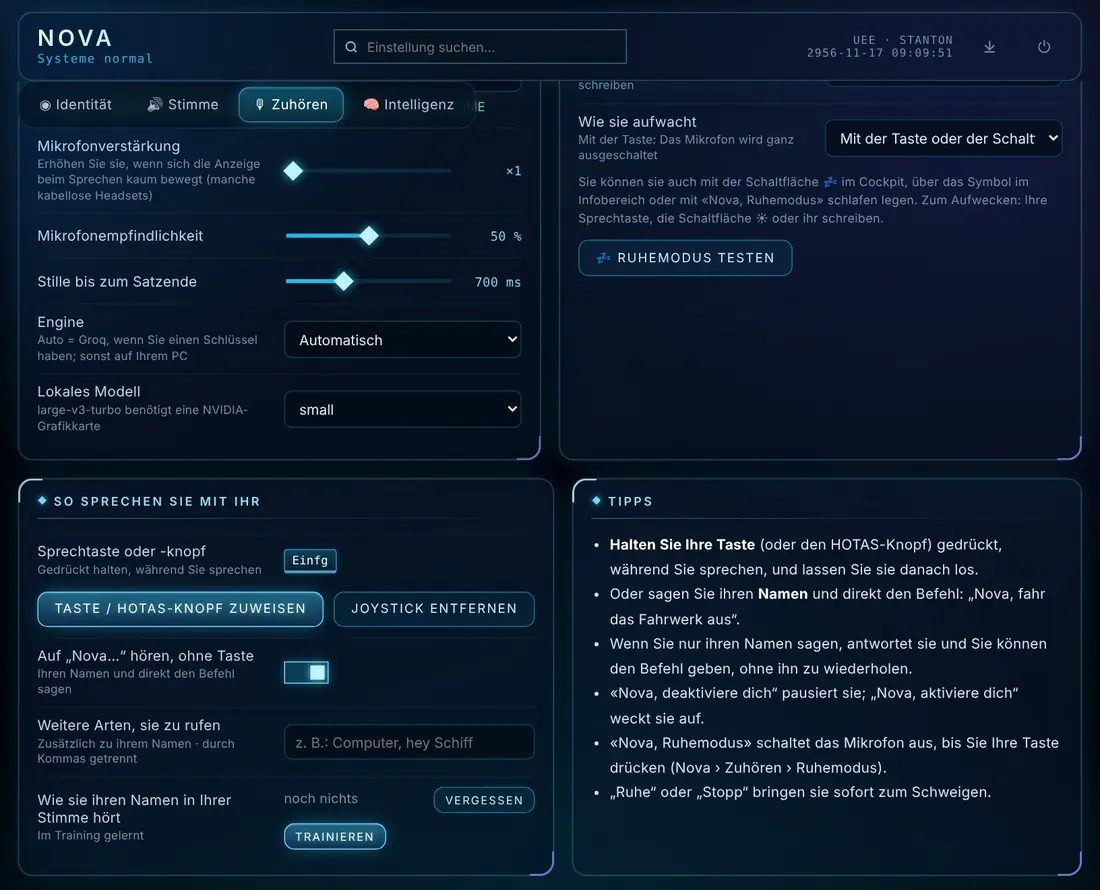 NOVA
Systeme normal
Einstellung suchen...
UEE · STANTON
2956-11-17 09:09:51
Identität
Stimme
Zuhören
Intelligenz
Mikrofonverstärkung
Erhöhen Sie sie, wenn sich die Anzeige
beim Sprechen kaum bewegt (manche
kabellose Headsets)
×1
Mikrofonempfindlichkeit
50 %
Stille bis zum Satzende
700 ms
Engine
Auto = Groq, wenn Sie einen Schlüssel
haben; sonst auf Ihrem PC
Automatisch
Lokales Modell
large-v3-turbo benötigt eine NVIDIA-
Grafikkarte
small
schreiben
Wie sie aufwacht
Mit der Taste: Das Mikrofon wird ganz
ausgeschaltet
Mit der Taste oder der Schalt
Sie können sie auch mit der Schaltfläche 💤 im Cockpit, über das Symbol im
Infobereich oder mit «Nova, Ruhemodus» schlafen legen. Zum Aufwecken: Ihre
Sprechtaste, die Schaltfläche ☀ oder ihr schreiben.
💤 RUHEMODUS TESTEN
SO SPRECHEN SIE MIT IHR
Sprechtaste oder -knopf
Gedrückt halten, während Sie sprechen
Einfg
TASTE / HOTAS-KNOPF ZUWEISEN
JOYSTICK ENTFERNEN
Auf „Nova...“ hören, ohne Taste
Ihren Namen und direkt den Befehl
sagen
Weitere Arten, sie zu rufen
Zusätzlich zu ihrem Namen · durch
Kommas getrennt
z. B.: Computer, hey Schiff
Wie sie ihren Namen in Ihrer
Stimme hört
Im Training gelernt
noch nichts
VERGESSEN
TRAINIEREN
TIPPS
• Halten Sie Ihre Taste (oder den HOTAS-Knopf) gedrückt,
während Sie sprechen, und lassen Sie sie danach los.
• Oder sagen Sie ihren Namen und direkt den Befehl: „Nova, fahr
das Fahrwerk aus“.
• Wenn Sie nur ihren Namen sagen, antwortet sie und Sie können
den Befehl geben, ohne ihn zu wiederholen.
• «Nova, deaktiviere dich“ pausiert sie; „Nova, aktiviere dich“
weckt sie auf.
• «Nova, Ruhemodus» schaltet das Mikrofon aus, bis Sie Ihre Taste
drücken (Nova › Zuhören › Ruhemodus).
• „Ruhe“ oder „Stopp“ bringen sie sofort zum Schweigen.